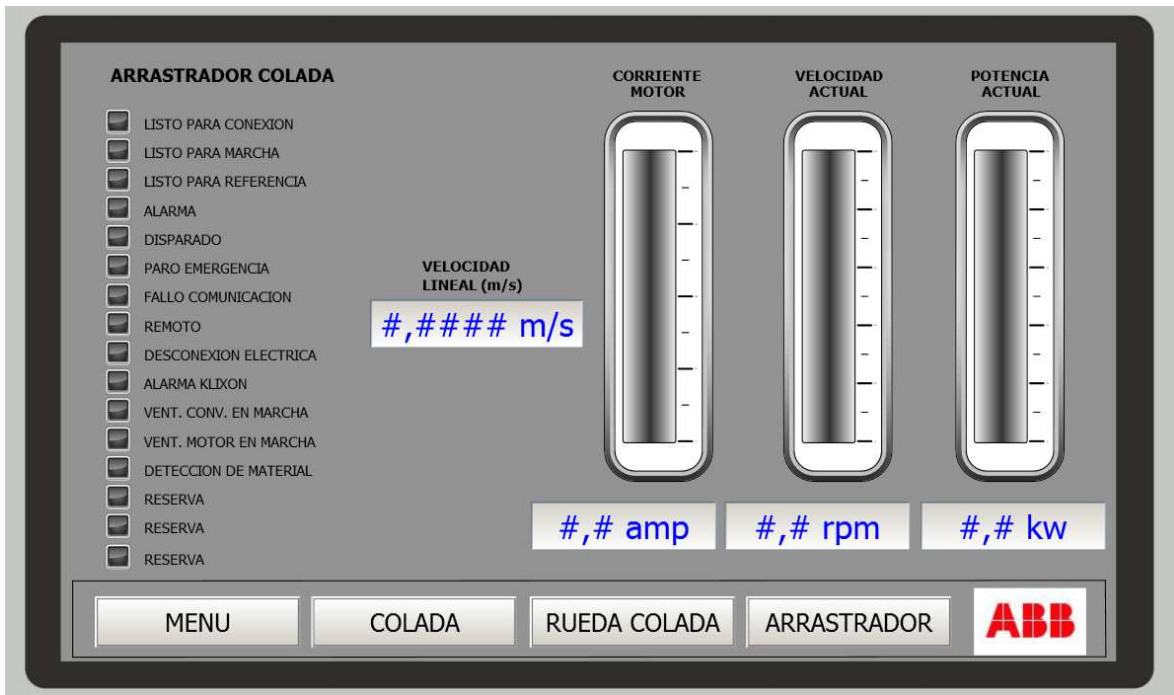 ARRASTRADOR COLADA
LISTO PARA CONEXION
LISTO PARA MARCHA
LISTO PARA REFERENCIA
ALARMA
DISPARADO
PARO EMERGENCIA
FALLO COMUNICACION
REMOTO
DESCONEXION ELECTRICA
ALARMA KLIXON
VENT. CONV. EN MARCHA
VENT. MOTOR EN MARCHA
DETECCION DE MATERIAL
RESERVA
RESERVA
RESERVA
VELOCIDAD
LINEAL (m/s)
#,#### m/s
CORRIENTE
MOTOR
#,# amp
VELOCIDAD
ACTUAL
#,# rpm
POTENCIA
ACTUAL
#,# kw
MENU
COLADA
RUEDA COLADA
ARRASTRADOR
ABB